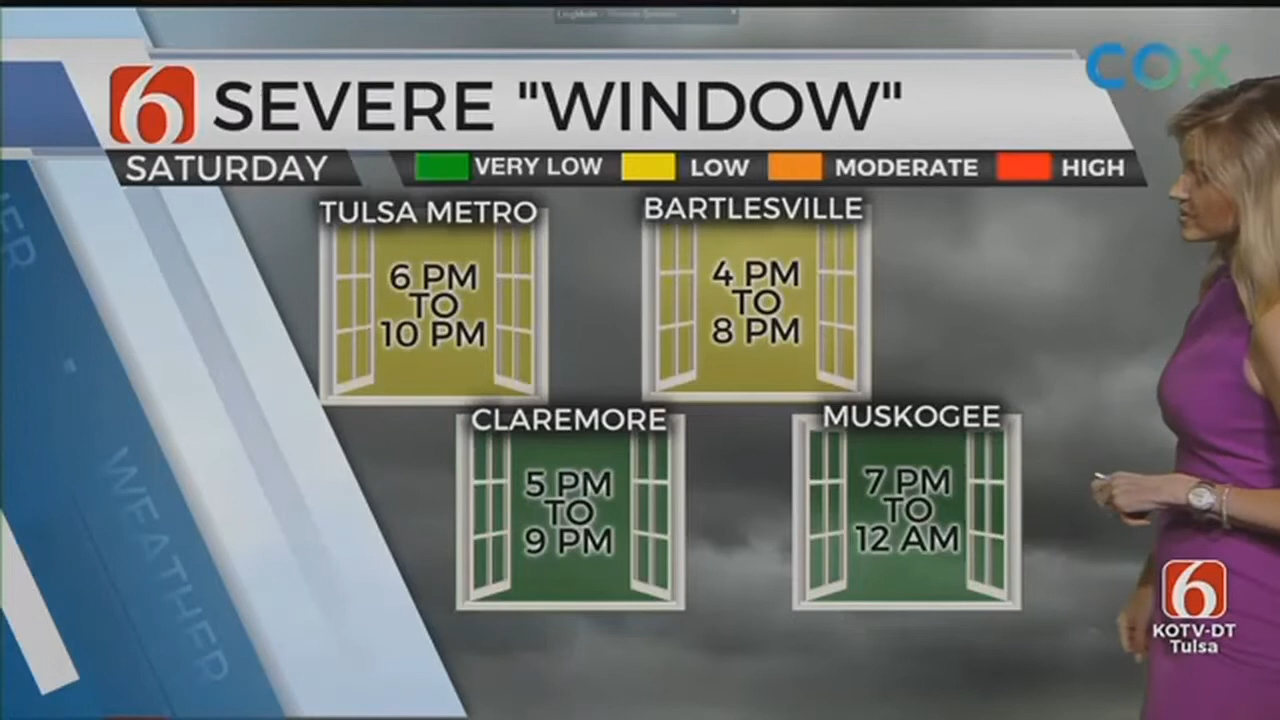 COX
6
SEVERE "WINDOW"
SATURDAY
VERY LOW
LOW
MODERATE
HIGH
TULSA METRO
6 PM
TO
10 PM
BARTLESVILLE
4 PM
TO
8 PM
CLAREMORE
5 PM
TO
9 PM
MUSKOGEE
7 PM
TO
12 AM
WEATHER
6
KOTV-DT
Tulsa